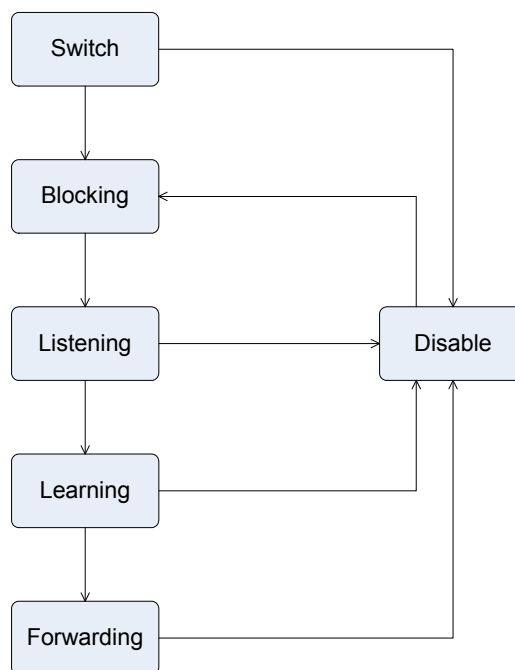 Switch
Blocking
Listening
Disable
Learning
Forwarding